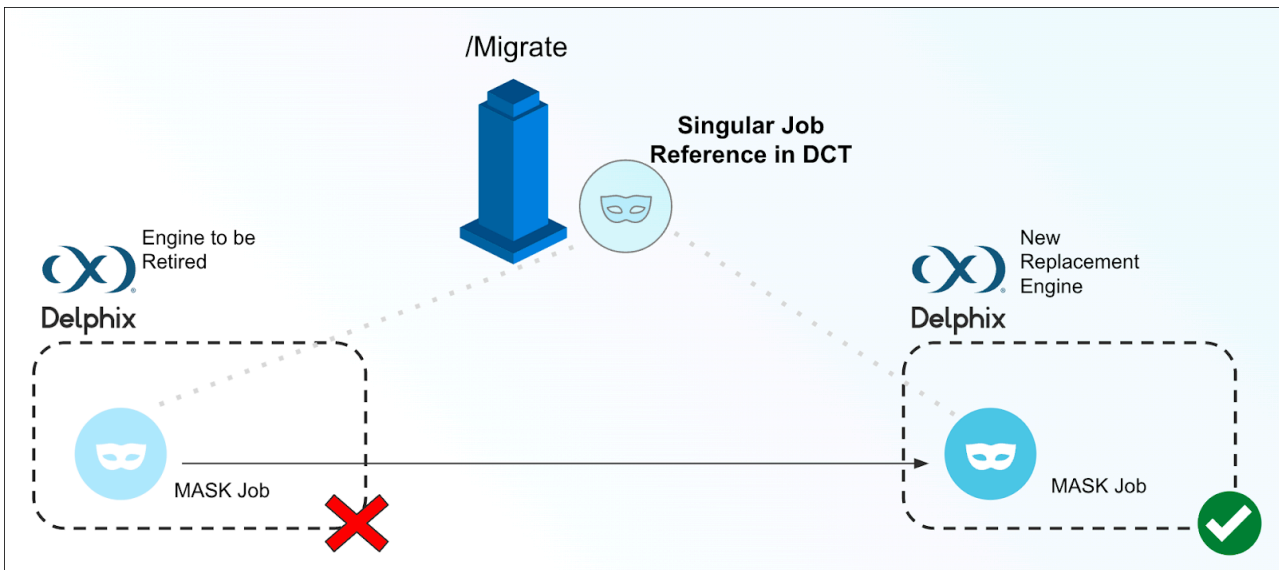 /Migrate
Singular Job
Reference in DCT
Engine to be
Retired
Delphix
MASK Job
New
Replacement
Engine
Delphix
MASK Job